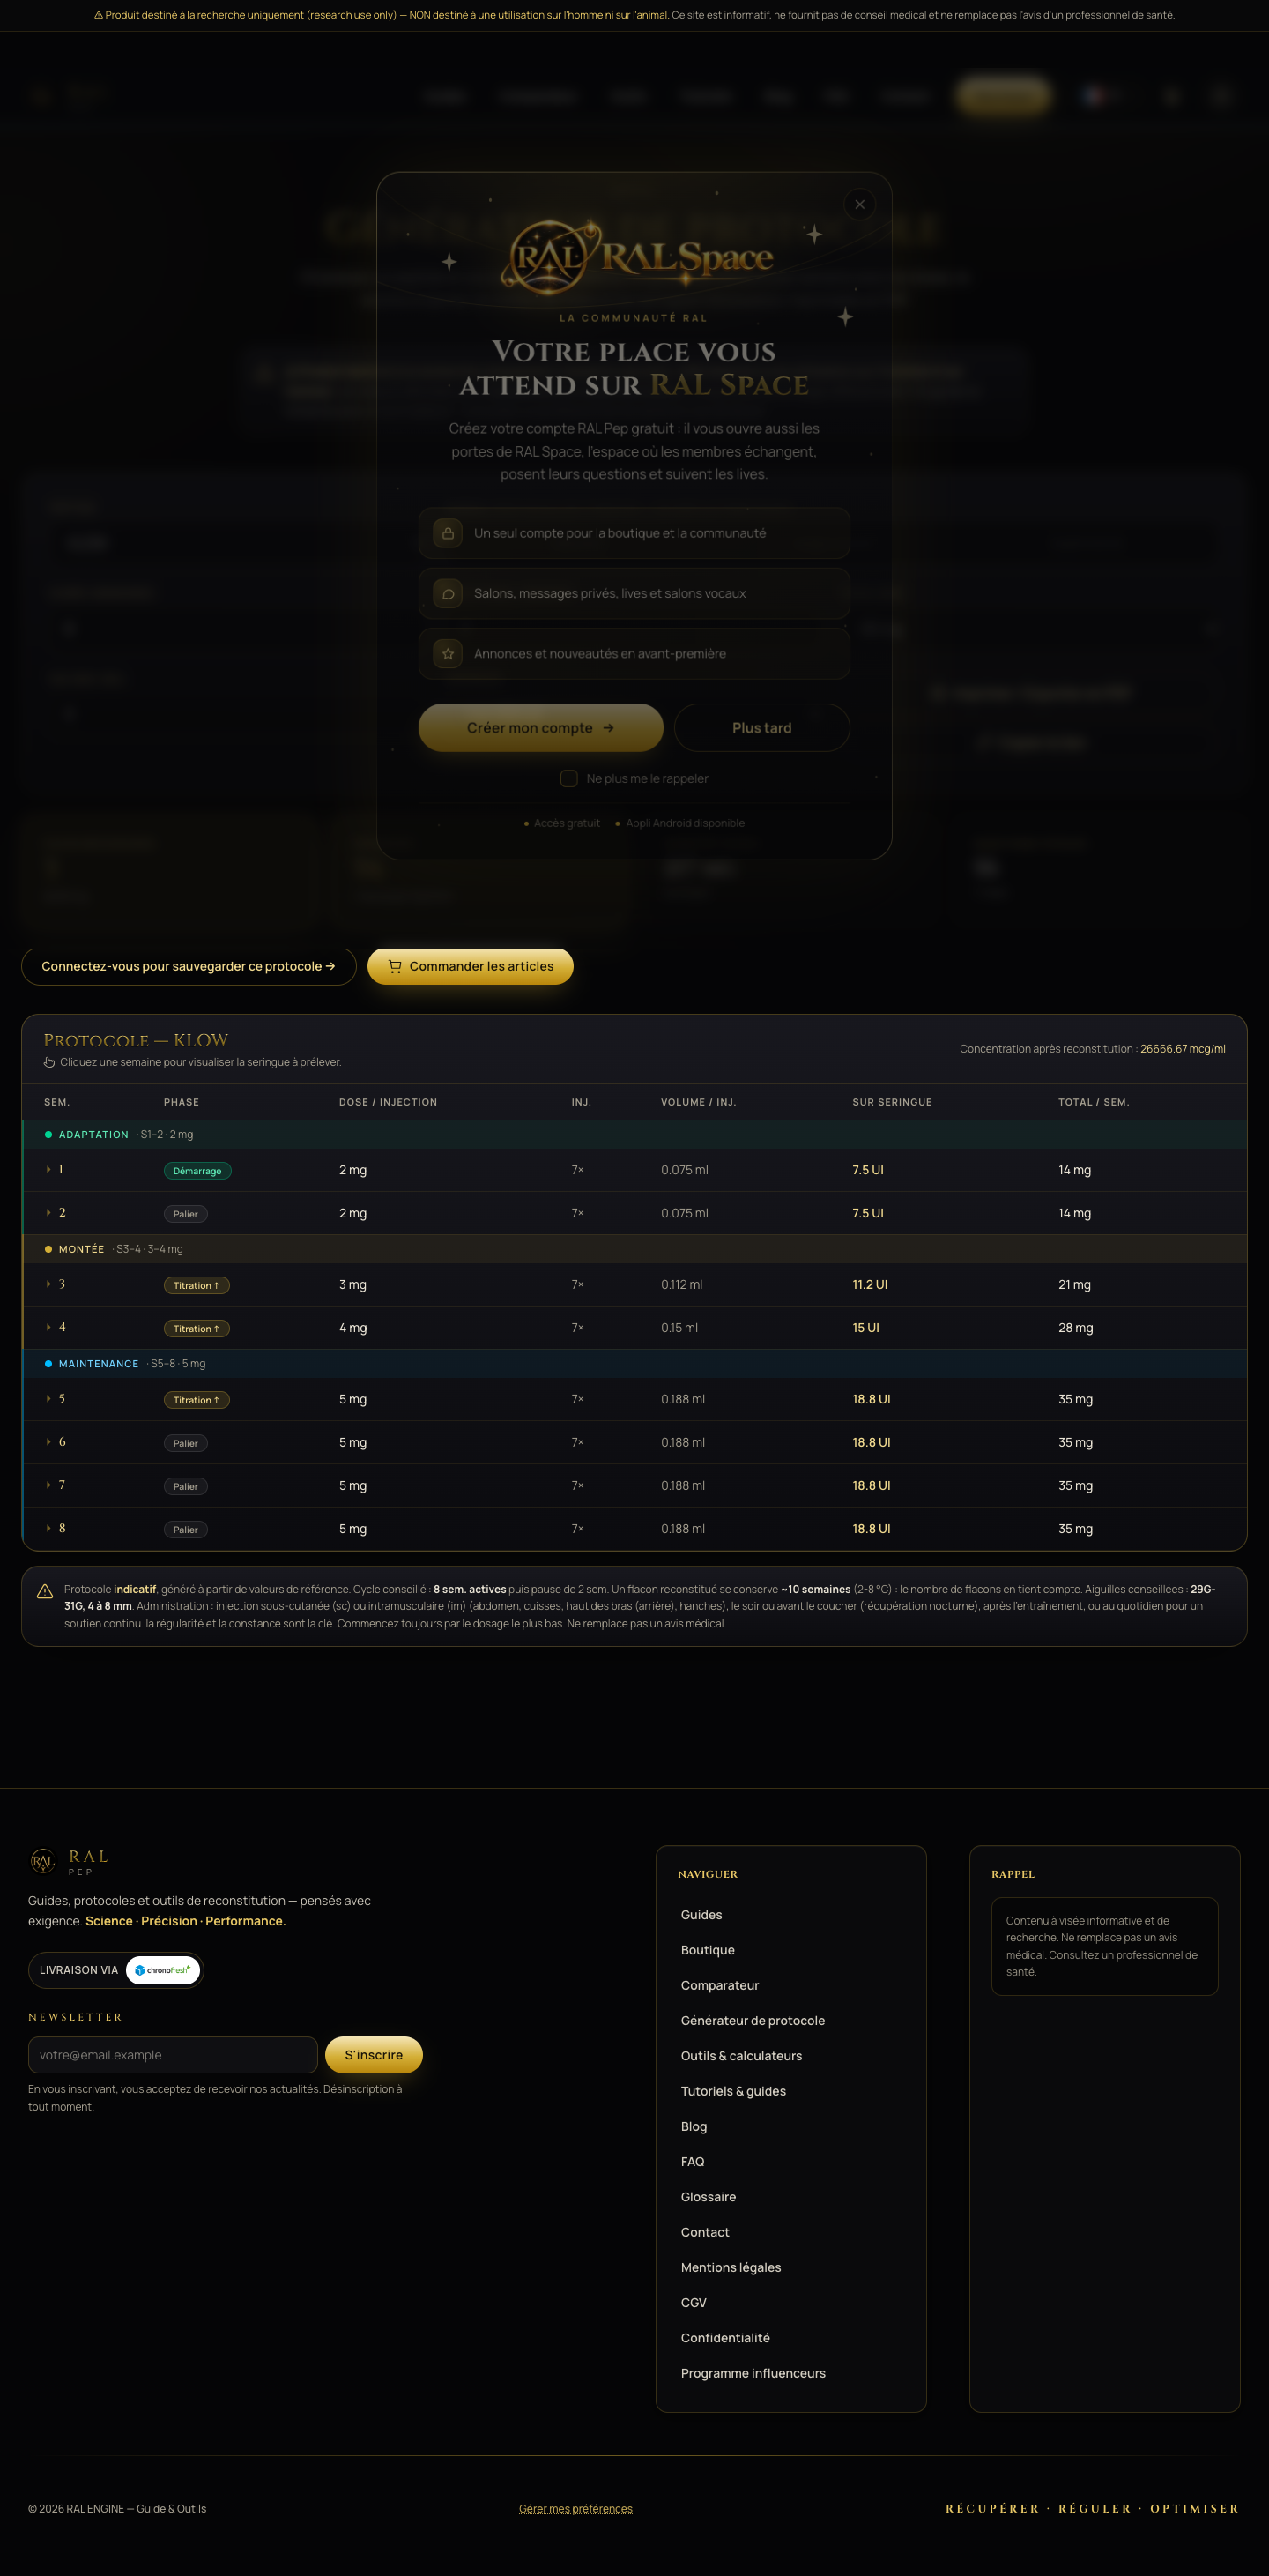 ⚠ Produit destiné à la recherche uniquement (research use only) — NON destiné à une utilisation sur l'homme ni sur l'animal. Ce site est informatif, ne fournit pas de conseil médical et ne remplace pas l'avis d'un professionnel de santé.
RAL RAL Space
LA COMMUNAUTÉ RAL
Votre place vous
attend sur RAL Space
Créez votre compte RAL Pep gratuit : il vous ouvre aussi les
portes de RAL Space, l'espace où les membres échangent,
posent leurs questions et suivent les lives.
Un seul compte pour la boutique et la communauté
Salons, messages privés, lives et salons vocaux
Annonces et nouveautés en avant-première
Créer mon compte →
Plus tard
Ne plus me le rappeler
Accès gratuit
Appli Android disponible
Connectez-vous pour sauvegarder ce protocole →
Commander les articles
Protocole — KLOW
Cliquez une semaine pour visualiser la seringue à prélever.
Concentration après reconstitution : 26666.67 mcg/ml
SEM. PHASE DOSE / INJECTION INJ. VOLUME / INJ. SUR SERINGUE TOTAL / SEM.
ADAPTATION · S1–2 · 2 mg
1 Démarrage 2 mg 7× 0.075 ml 7.5 UI 14 mg
2 Palier 2 mg 7× 0.075 ml 7.5 UI 14 mg
MONTÉE · S3–4 · 3–4 mg
3 Titration ↑ 3 mg 7× 0.112 ml 11.2 UI 21 mg
4 Titration ↑ 4 mg 7× 0.15 ml 15 UI 28 mg
MAINTENANCE · S5–8 · 5 mg
5 Titration ↑ 5 mg 7× 0.188 ml 18.8 UI 35 mg
6 Palier 5 mg 7× 0.188 ml 18.8 UI 35 mg
7 Palier 5 mg 7× 0.188 ml 18.8 UI 35 mg
8 Palier 5 mg 7× 0.188 ml 18.8 UI 35 mg
Protocole indicatif, généré à partir de valeurs de référence. Cycle conseillé : 8 sem. actives puis pause de 2 sem. Un flacon reconstitué se conserve ~10 semaines (2-8 °C) : le nombre de flacons en tient compte. Aiguilles conseillées : 29G-
31G, 4 à 8 mm. Administration : injection sous-cutanée (sc) ou intramusculaire (im) (abdomen, cuisses, haut des bras (arrière), hanches), le soir ou avant le coucher (récupération nocturne), après l'entraînement, ou au quotidien pour un
soutien continu. la régularité et la constance sont la clé..Commencez toujours par le dosage le plus bas. Ne remplace pas un avis médical.
RAL
PEP
Guides, protocoles et outils de reconstitution — pensés avec
exigence. Science · Précision · Performance.
LIVRAISON VIA chronofresh
NEWSLETTER
votre@email.example
S'inscrire
En vous inscrivant, vous acceptez de recevoir nos actualités. Désinscription à
tout moment.
NAVIGUER
Guides
Boutique
Comparateur
Générateur de protocole
Outils & calculateurs
Tutoriels & guides
Blog
FAQ
Glossaire
Contact
Mentions légales
CGV
Confidentialité
Programme influenceurs
RAPPEL
Contenu à visée informative et de
recherche. Ne remplace pas un avis
médical. Consultez un professionnel de
santé.
© 2026 RAL ENGINE — Guide & Outils
Gérer mes préférences
RÉCUPÉRER · RÉGULER · OPTIMISER